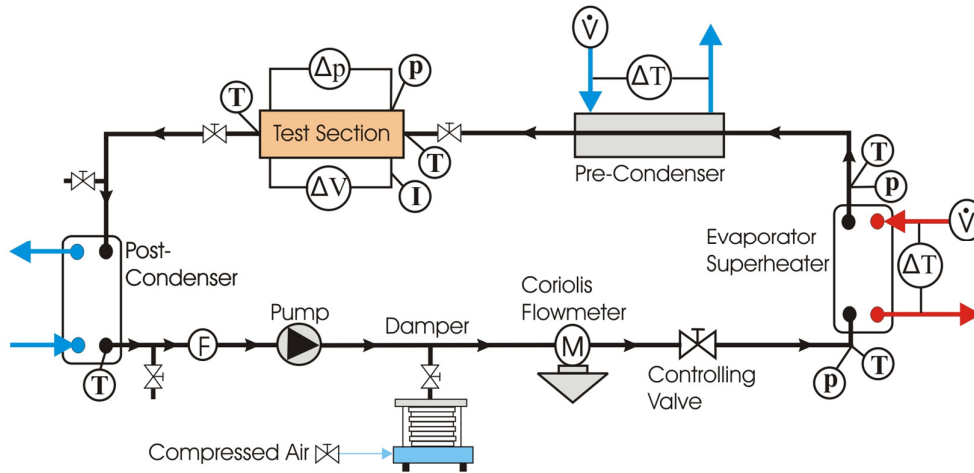 V̇
Δp
p
ΔT
T
Test Section
T
Pre-Condenser
T
p
ΔV
I
Post-
Condenser
Evaporator
Superheater
V̇
ΔT
Coriolis
Flowmeter
Pump
Damper
F
M
T
Controlling
Valve
p
T
Compressed Air